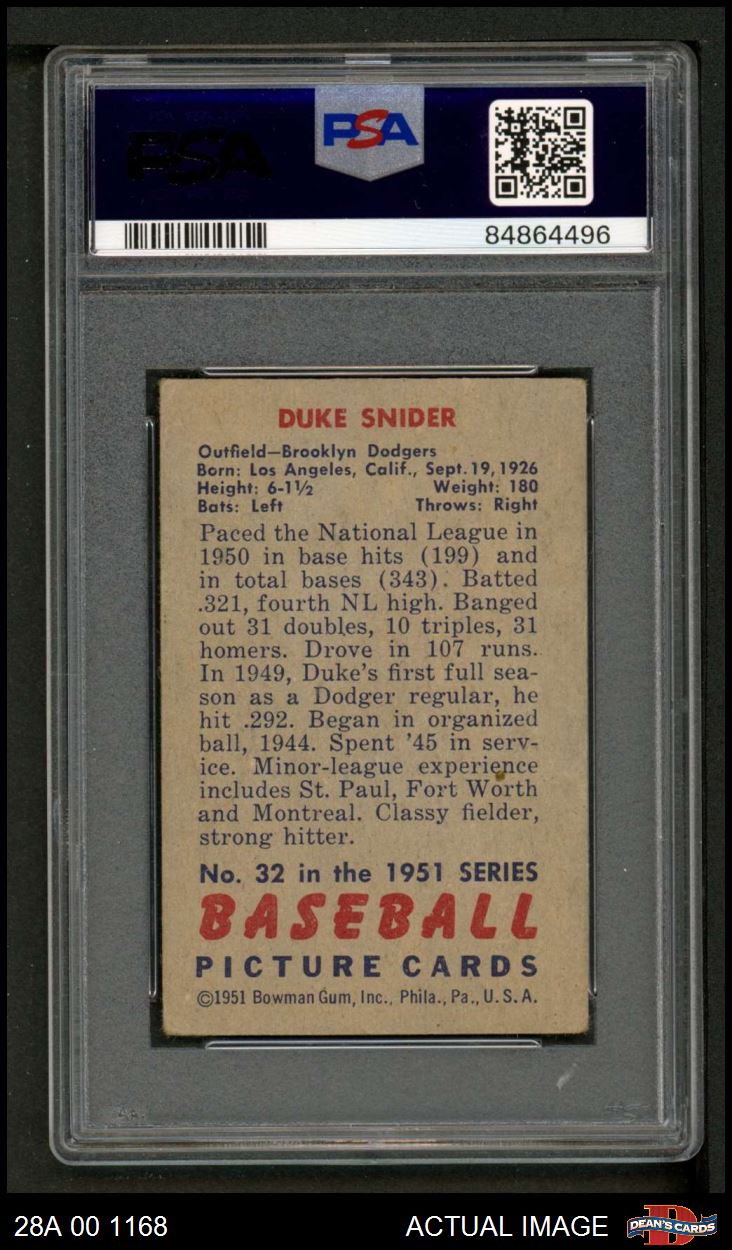 PSA
PSA
84864496
DUKE SNIDER
Outfield—Brooklyn Dodgers
Born: Los Angeles, Calif., Sept. 19, 1926
Height: 6-1½ Weight: 180
Bats: Left Throws: Right
Paced the National League in
1950 in base hits (199) and
in total bases (343). Batted
.321, fourth NL high. Banged
out 31 doubles, 10 triples, 31
homers. Drove in 107 runs.
In 1949, Duke's first full sea-
son as a Dodger regular, he
hit .292. Began in organized
ball, 1944. Spent '45 in serv-
ice. Minor-league experience
includes St. Paul, Fort Worth
and Montreal. Classy fielder,
strong hitter.
No. 32 in the 1951 SERIES
BASEBALL
PICTURE CARDS
©1951 Bowman Gum, Inc., Phila., Pa., U.S.A.
28A 00 1168 ACTUAL IMAGE DEAN'S CARDS